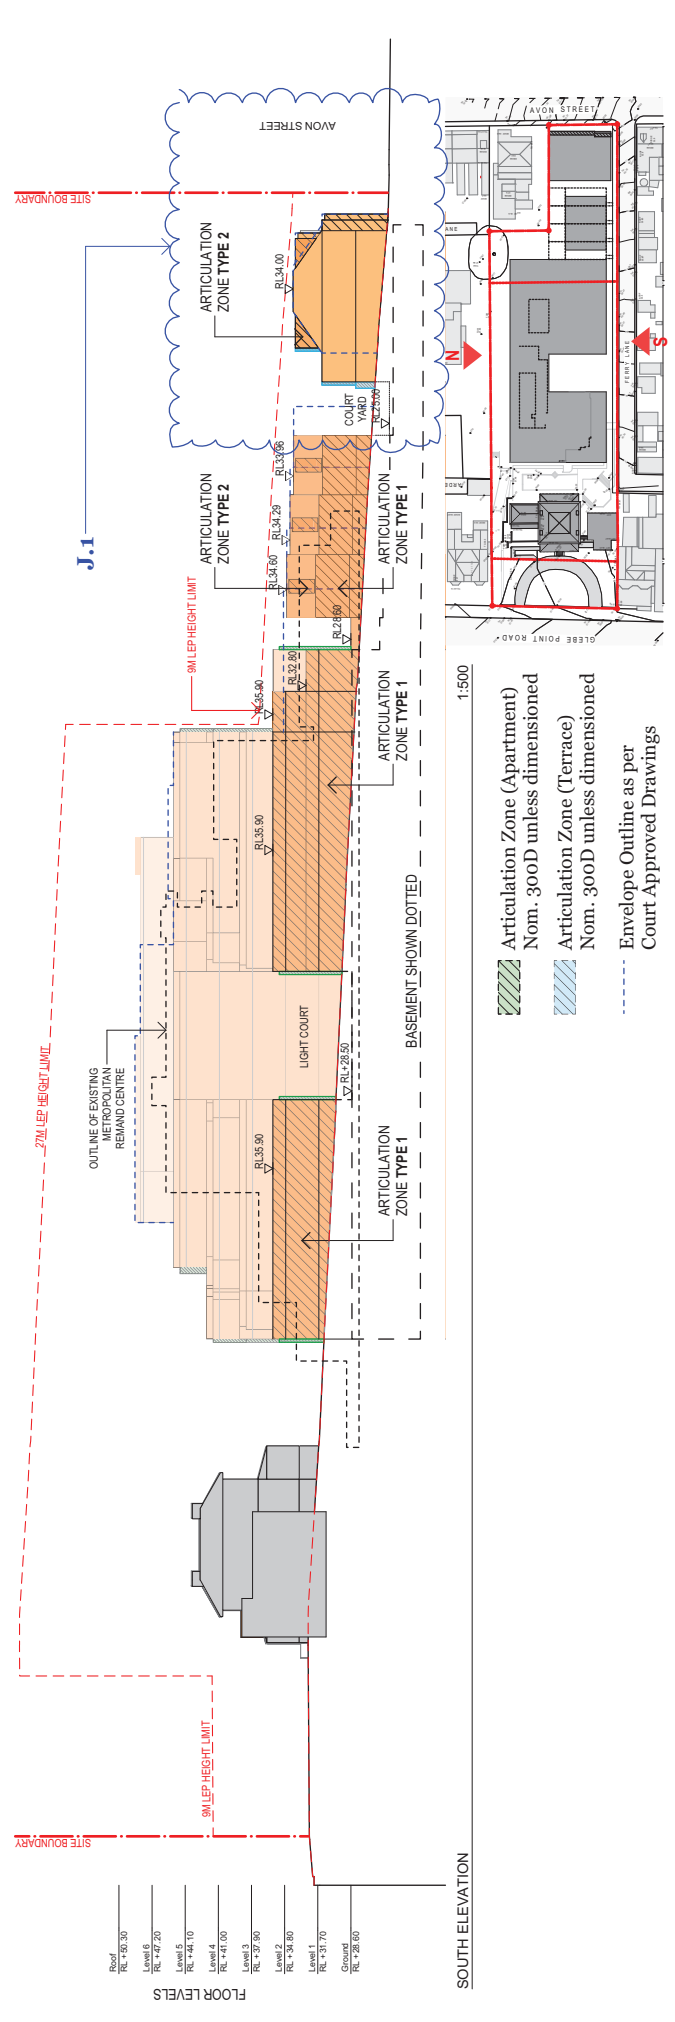 SITE BOUNDARY
AVON STREET
J.1
ARTICULATION
ZONE TYPE 2
RL34.00
COURT
YARD
RL25.00
RL33.96
RL34.29
RL34.60
ARTICULATION
ZONE TYPE 2
ARTICULATION
ZONE TYPE 1
RL28.60
RL32.80
9M LEP HEIGHT LIMIT
RL35.90
ARTICULATION
ZONE TYPE 1
RL35.90
27M LEP HEIGHT LIMIT
OUTLINE OF EXISTING
METROPOLITAN
REMAND CENTRE
LIGHT COURT
RL+28.50
BASEMENT SHOWN DOTTED
RL35.90
ARTICULATION
ZONE TYPE 1
9M LEP HEIGHT LIMIT
SITE BOUNDARY
FLOOR LEVELS
Roof
RL +50.30
Level 6
RL +47.20
Level 5
RL +44.10
Level 4
RL +41.00
Level 3
RL +37.90
Level 2
RL +34.80
Level 1
RL +31.70
Ground
RL +28.60
SOUTH ELEVATION
1:500
AVON STREET
ANE
N
S
FERRY LANE
GLEBE POINT ROAD
Articulation Zone (Apartment)
Nom. 300D unless dimensioned
Articulation Zone (Terrace)
Nom. 300D unless dimensioned
Envelope Outline as per
Court Approved Drawings